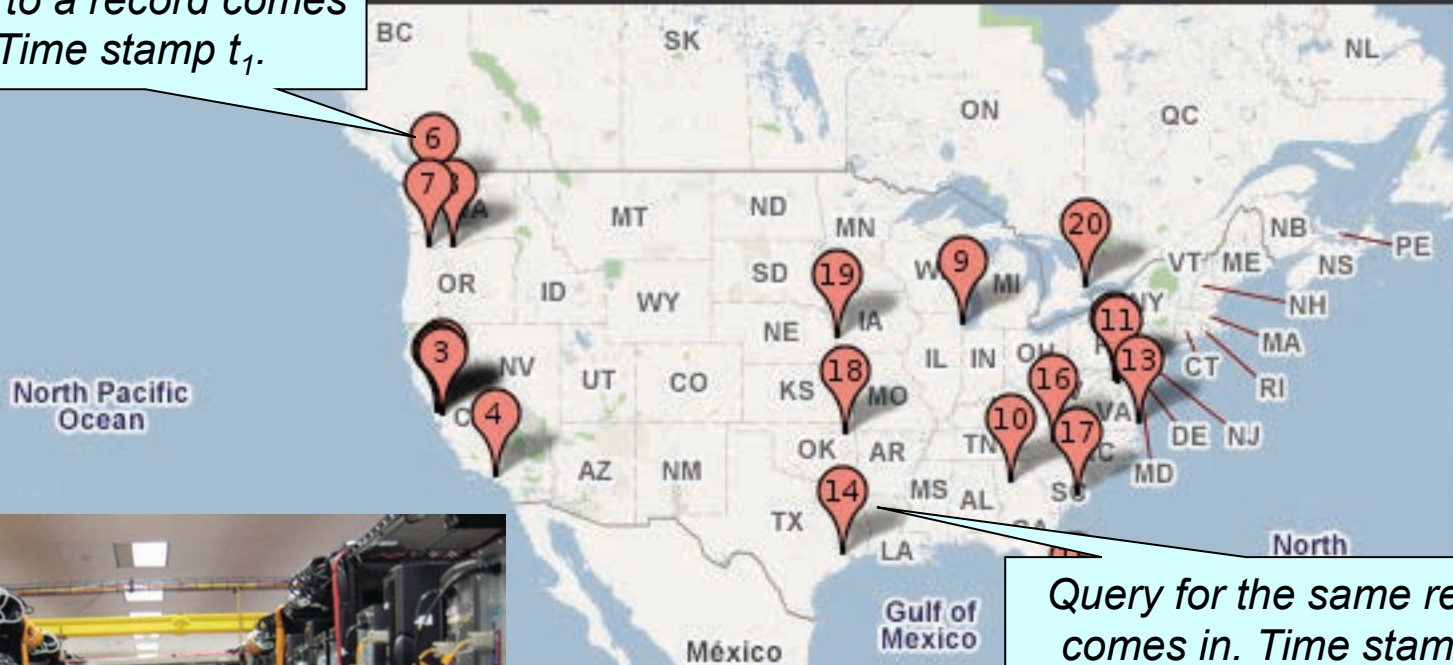 to a record comes
Time stamp t₁.
BC
SK
NL
ON
QC
6
7
MT
ND
MN
20
NB
PE
OR
ID
WY
SD
19
9
MI
VT
ME
NS
NH
NE
IA
11
MA
3
NV
UT
CO
KS
18
MO
IL
IN
16
13
CT
RI
North Pacific
Ocean
4
10
17
VA
DE
NJ
AZ
NM
OK
AR
TN
MD
14
TX
MS
AL
SC
LA
North
Gulf of
Mexico
México
Query for the same
comes in. Time